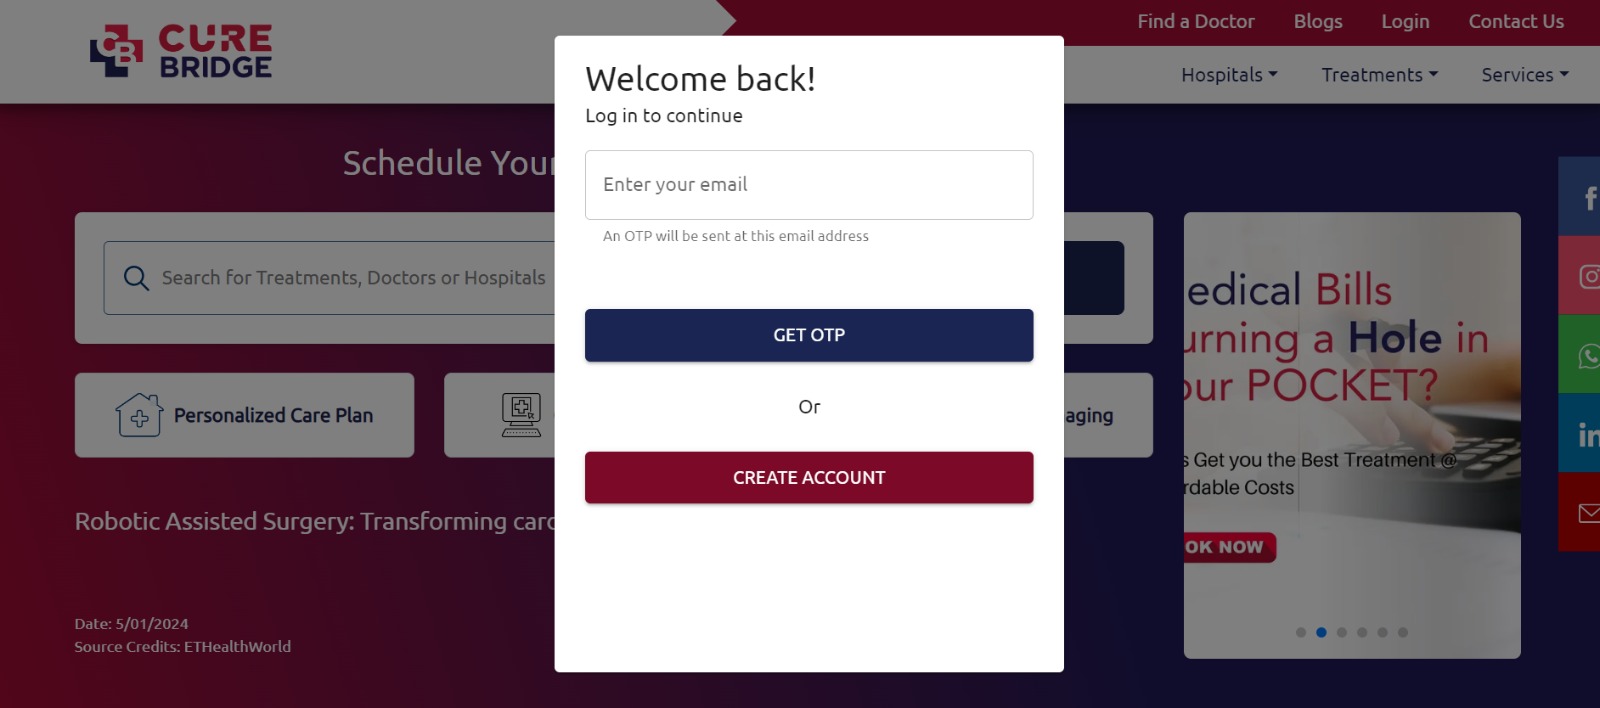 Find a Doctor Blogs Login Contact Us
CB
CURE
BRIDGE
Hospitals Treatments Services
Welcome back!
Log in to continue
Enter your email
An OTP will be sent at this email address
GET OTP
Or
CREATE ACCOUNT
Schedule Your
Search for Treatments, Doctors or Hospitals
Personalized Care Plan
Robotic Assisted Surgery: Transforming
Date: 5/01/2024
Source Credits: ETHealthWorld
edical Bills
urning a Hole in
our POCKET?
s Get you the Best Treatment @
rdable Costs
OK NOW